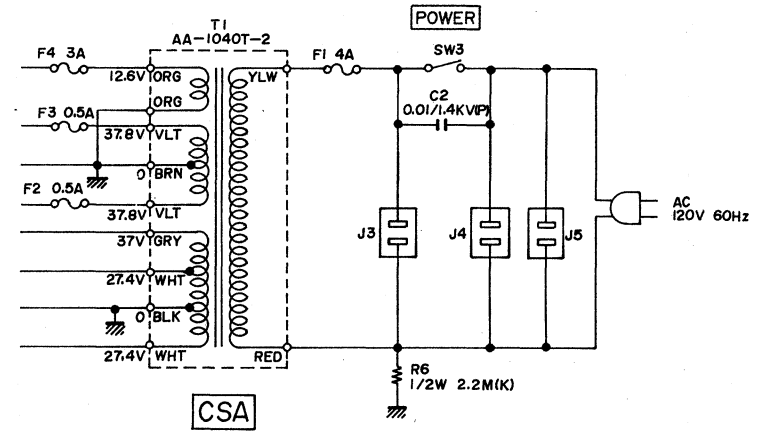 POWER
T1
AA-1040T-2
F4 3A
12.6V ORG
ORG
F3 0.5A
37.8V VLT
0 BRN
F2 0.5A
37.8V VLT
37V GRY
27.4V WHT
0 BLK
27.4V WHT
YLW
RED
F1 4A
SW3
C2
0.01/1.4KV(P)
J3
J4
J5
AC
120V 60Hz
R6
1/2W 2.2M(K)
CSA